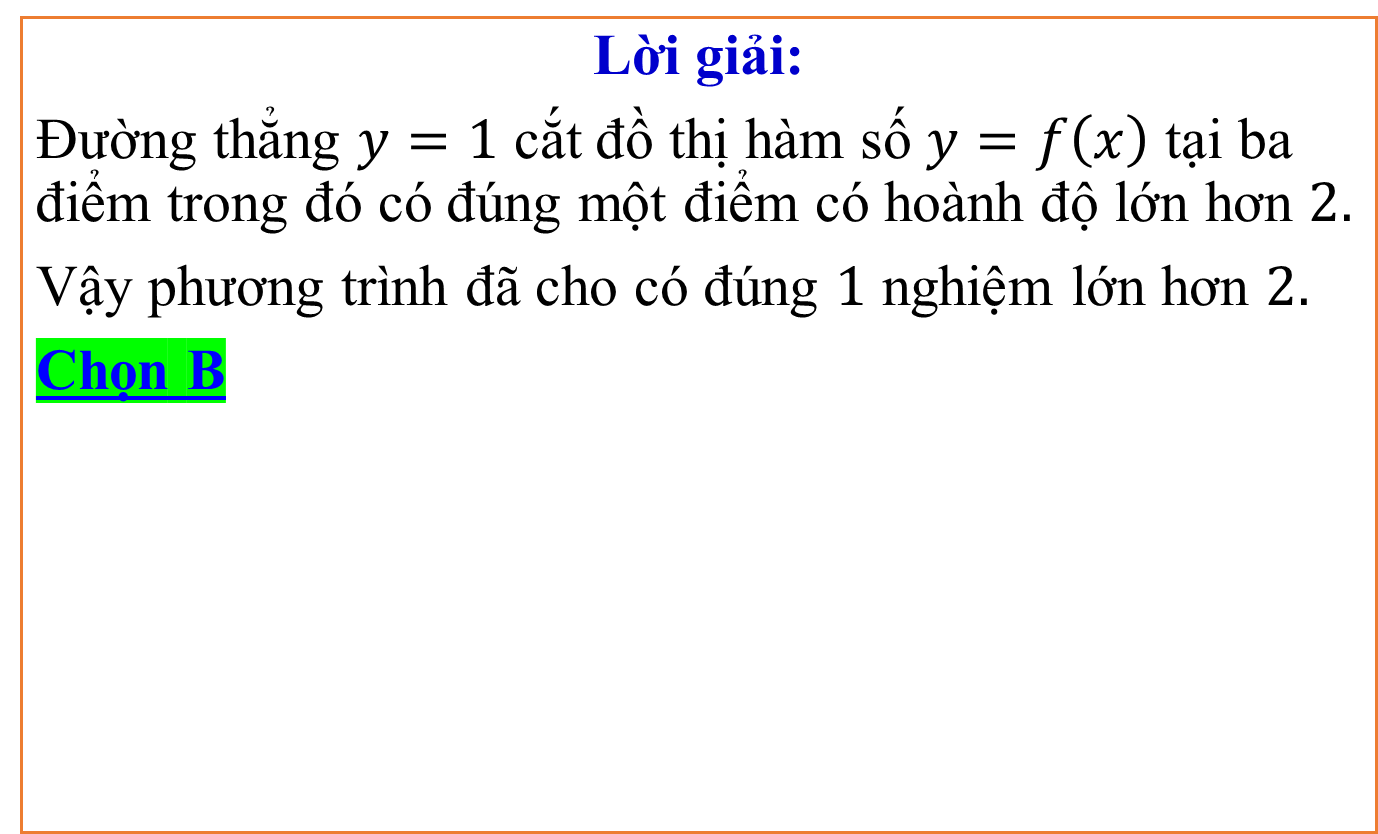 Lời giải:
Đường thẳng y = 1 cắt đồ thị hàm số y = f(x) tại ba
điểm trong đó có đúng một điểm có hoành độ lớn hơn 2.
Vậy phương trình đã cho có đúng 1 nghiệm lớn hơn 2.
Chọn B